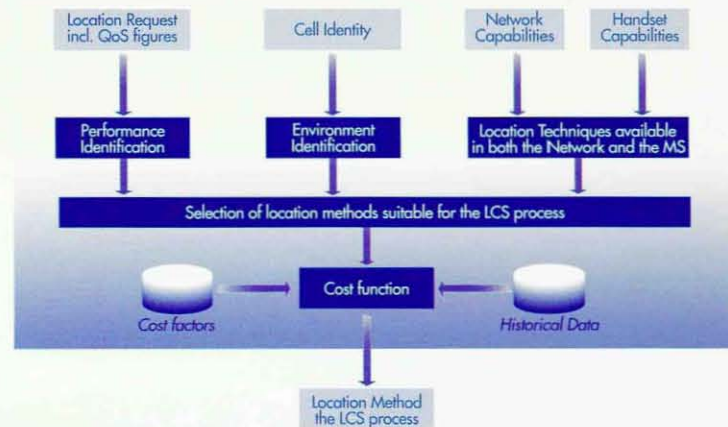 Location Request
incl. QoS figures
Cell Identity
Network
Capabilities
Handset
Capabilities
Performance
Identification
Environment
Identification
Location Techniques available
in both the Network and the MS
Selection of location methods suitable for the LCS process
Cost factors
Cost function
Historical Data
Location Method
the LCS process